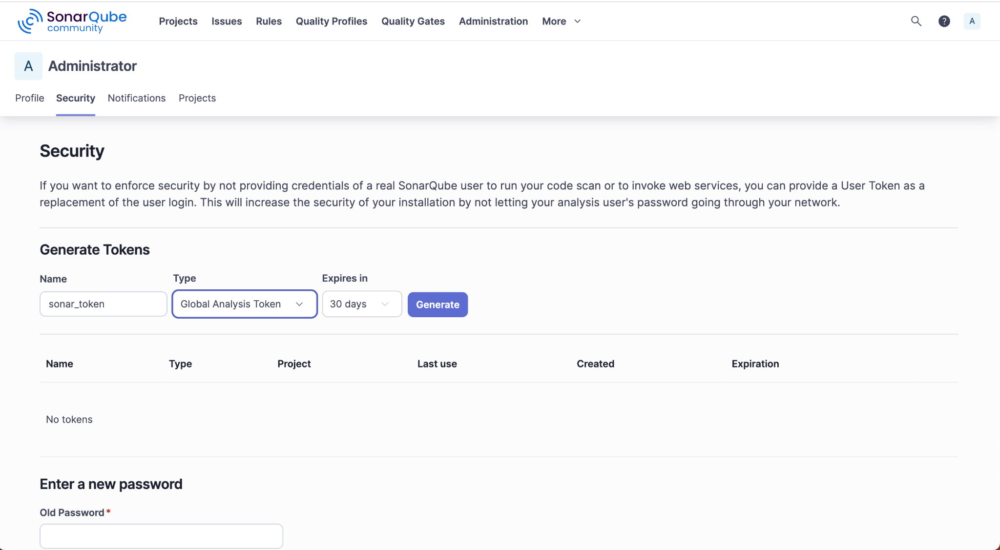 SonarQube
community
Projects Issues Rules Quality Profiles Quality Gates Administration More
? A
A Administrator
Profile Security Notifications Projects
Security
If you want to enforce security by not providing credentials of a real SonarQube user to run your code scan or to invoke web services, you can provide a User Token as a
replacement of the user login. This will increase the security of your installation by not letting your analysis user's password going through your network.
Generate Tokens
Name Type Expires in
sonar_token Global Analysis Token 30 days Generate
Name Type Project Last use Created Expiration
No tokens
Enter a new password
Old Password *